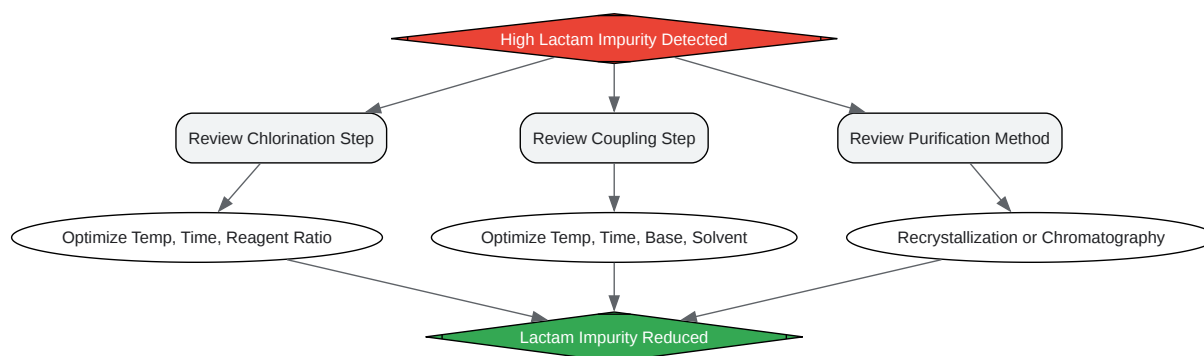 High Lactam Impurity Detected
Review Chlorination Step
Review Coupling Step
Review Purification Method
Optimize Temp, Time, Reagent Ratio
Optimize Temp, Time, Base, Solvent
Recrystallization or Chromatography
Lactam Impurity Reduced